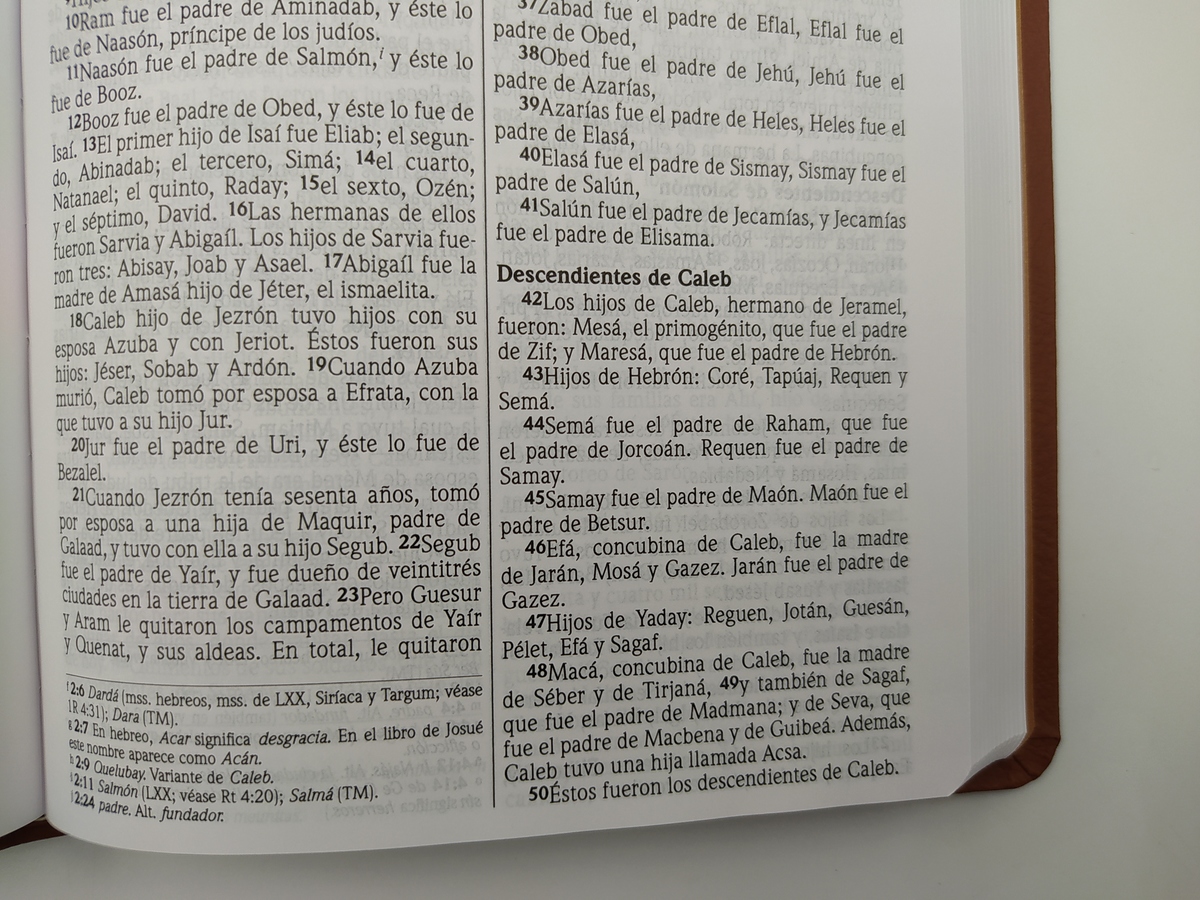 10Ram fue el padre de Aminadab, y éste lo
fue de Naasón, príncipe de los judíos.
11Naasón fue el padre de Salmón,i y éste lo
fue de Booz.
12Booz fue el padre de Obed, y éste lo fue de
Isaí. 13El primer hijo de Isaí fue Eliab; el segun-
do, Abinadab; el tercero, Simá; 14el cuarto,
Natanael; el quinto, Raday; 15el sexto, Ozén;
y el séptimo, David. 16Las hermanas de ellos
fueron Sarvia y Abigaíl. Los hijos de Sarvia fue-
ron tres: Abisay, Joab y Asael. 17Abigaíl fue la
madre de Amasá hijo de Jéter, el ismaelita.
18Caleb hijo de Jezrón tuvo hijos con su
esposa Azuba y con Jeriot. Éstos fueron sus
hijos: Jéser, Sobab y Ardón. 19Cuando Azuba
murió, Caleb tomó por esposa a Efrata, con la
que tuvo a su hijo Jur.
20Jur fue el padre de Uri, y éste lo fue de
Bezalel.
21Cuando Jezrón tenía sesenta años, tomó
por esposa a una hija de Maquir, padre de
Galaad, y tuvo con ella a su hijo Segub. 22Segub
fue el padre de Yaír, y fue dueño de veintitrés
ciudades en la tierra de Galaad. 23Pero Guesur
y Aram le quitaron los campamentos de Yaír
y Quenat, y sus aldeas. En total, le quitaron
f 2:6 Dardá (mss. hebreos, mss. de LXX, Siríaca y Targum; véase
1R 4:31); Dara (TM).
g 2:7 En hebreo, Acar significa desgracia. En el libro de Josué
este nombre aparece como Acán.
h 2:9 Quelubay. Variante de Caleb.
i 2:11 Salmón (LXX; véase Rt 4:20); Salmá (TM).
j 2:24 padre. Alt. fundador.
37Zabad fue el padre de Eflal, Eflal fue el
padre de Obed,
38Obed fue el padre de Jehú, Jehú fue el
padre de Azarías,
39Azarías fue el padre de Heles, Heles fue el
padre de Elasá,
40Elasá fue el padre de Sismay, Sismay fue el
padre de Salún,
41Salún fue el padre de Jecamías, y Jecamías
fue el padre de Elisama.
Descendientes de Caleb
42Los hijos de Caleb, hermano de Jeramel,
fueron: Mesá, el primogénito, que fue el padre
de Zif; y Maresá, que fue el padre de Hebrón.
43Hijos de Hebrón: Coré, Tapúaj, Requen y
Semá.
44Semá fue el padre de Raham, que fue
el padre de Jorcoán. Requen fue el padre de
Samay.
45Samay fue el padre de Maón. Maón fue el
padre de Betsur.
46Efá, concubina de Caleb, fue la madre
de Jarán, Mosá y Gazez. Jarán fue el padre de
Gazez.
47Hijos de Yaday: Reguen, Jotán, Guesán,
Pélet, Efá y Sagaf.
48Macá, concubina de Caleb, fue la madre
de Séber y de Tirjaná, 49y también de Sagaf,
que fue el padre de Madmana; y de Seva, que
fue el padre de Macbena y de Guibeá. Además,
Caleb tuvo una hija llamada Acsa.
50Éstos fueron los descendientes de Caleb.